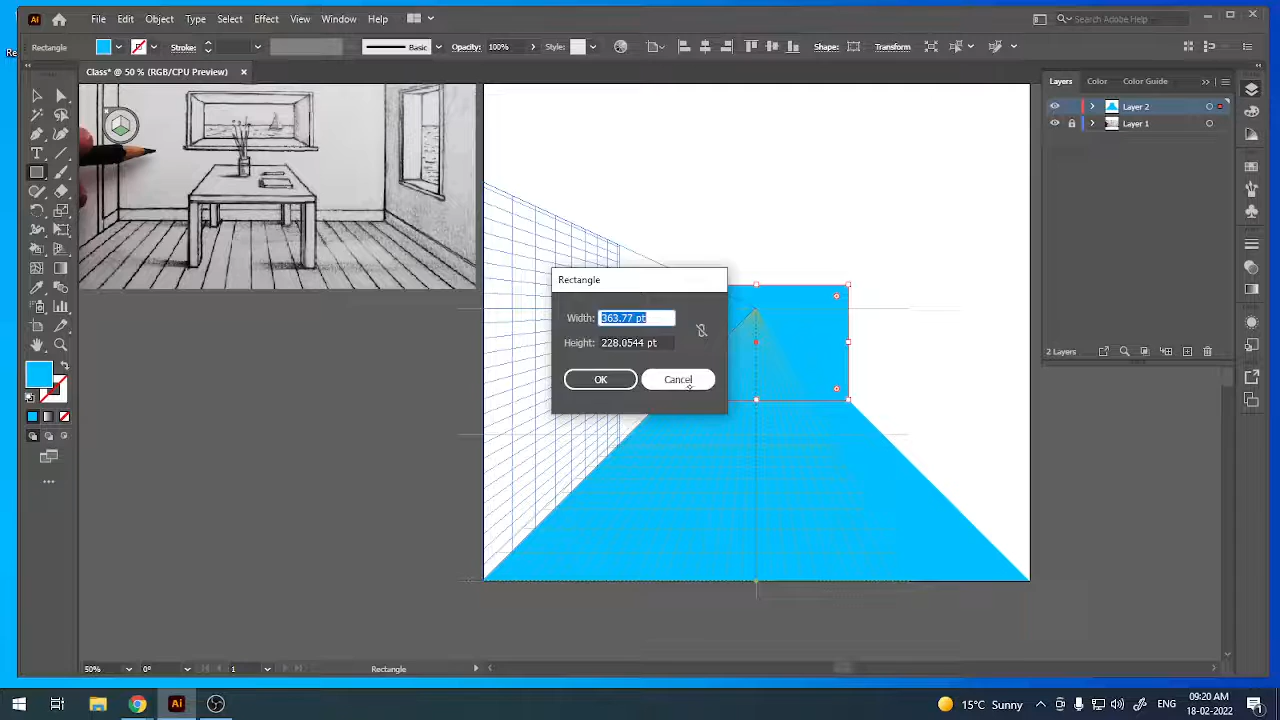 Re
Ai
File Edit Object Type Select Effect View Window Help
Search Adobe Help
Rectangle
Stroke:
Basic
Opacity: 100%
Style:
Shape:
Transform
Class* @ 50 % (RGB/CPU Preview) ×
Layers Color Color Guide
Layer 2
Layer 1
Rectangle
Width: 363.77 pt
Height: 228.0544 pt
OK Cancel
2 Layers
50% 0° 1 Rectangle
Ai
15°C Sunny
ENG
09:20 AM
18-02-2022
1